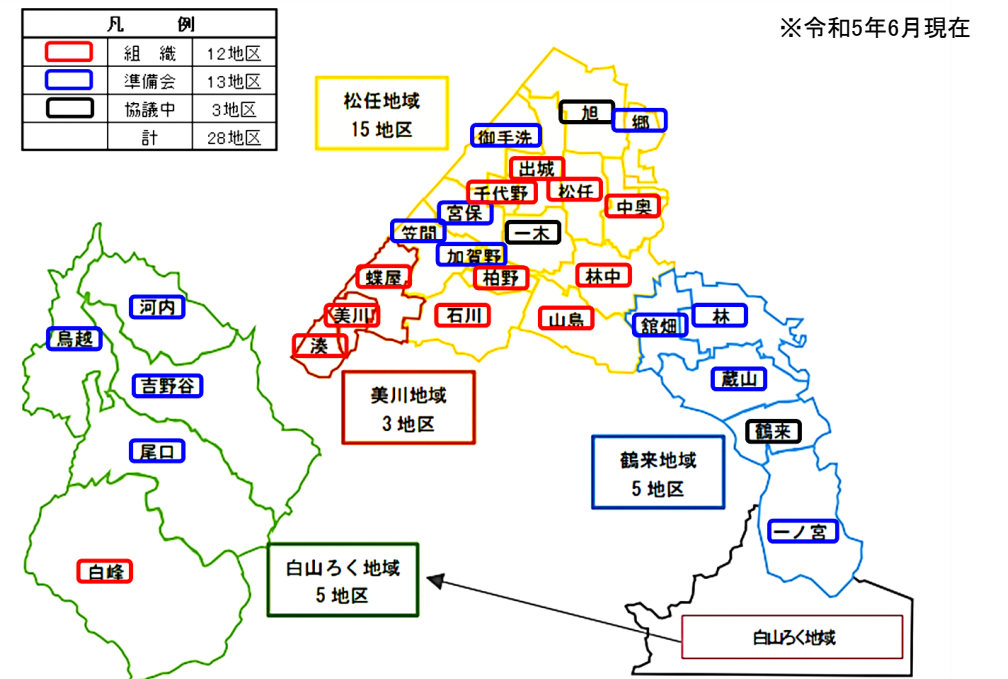 ※令和5年6月現在
凡 例
組 織 12地区
準備会 13地区
協議中 3地区
計 28地区
松任地域
15地区
旭
郷
御手洗
出城
千代野
松任
中奥
宮保
笠間
一木
加賀野
柏野
林中
蝶屋
美川
湊
石川
山島
舘畑
林
蔵山
鶴来
一ノ宮
河内
鳥越
吉野谷
尾口
白峰
美川地域
3地区
鶴来地域
5地区
白山ろく地域
5地区
白山ろく地域